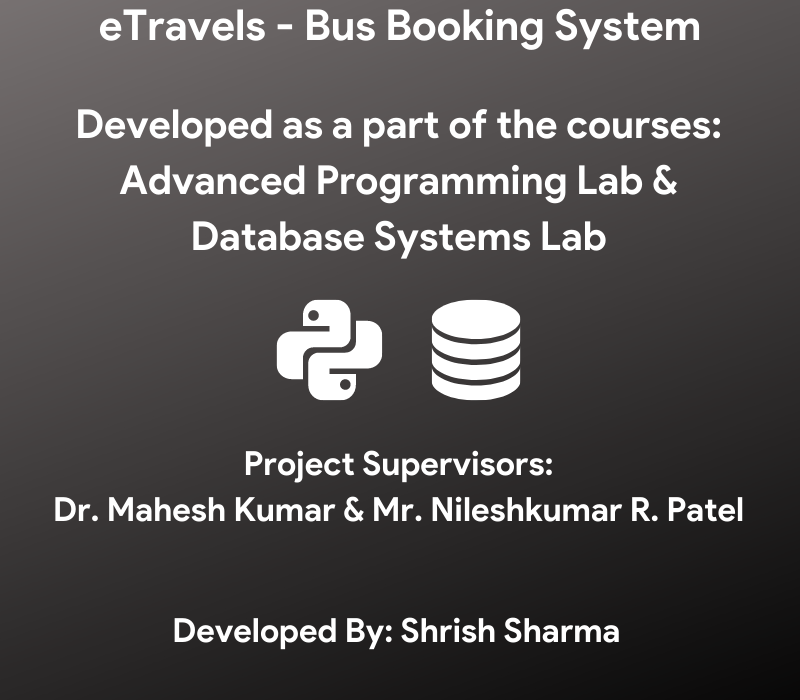 eTravels - Bus Booking System
Developed as a part of the courses:
Advanced Programming Lab &
Database Systems Lab
Project Supervisors:
Dr. Mahesh Kumar & Mr. Nileshkumar R. Patel
Developed By: Shrish Sharma